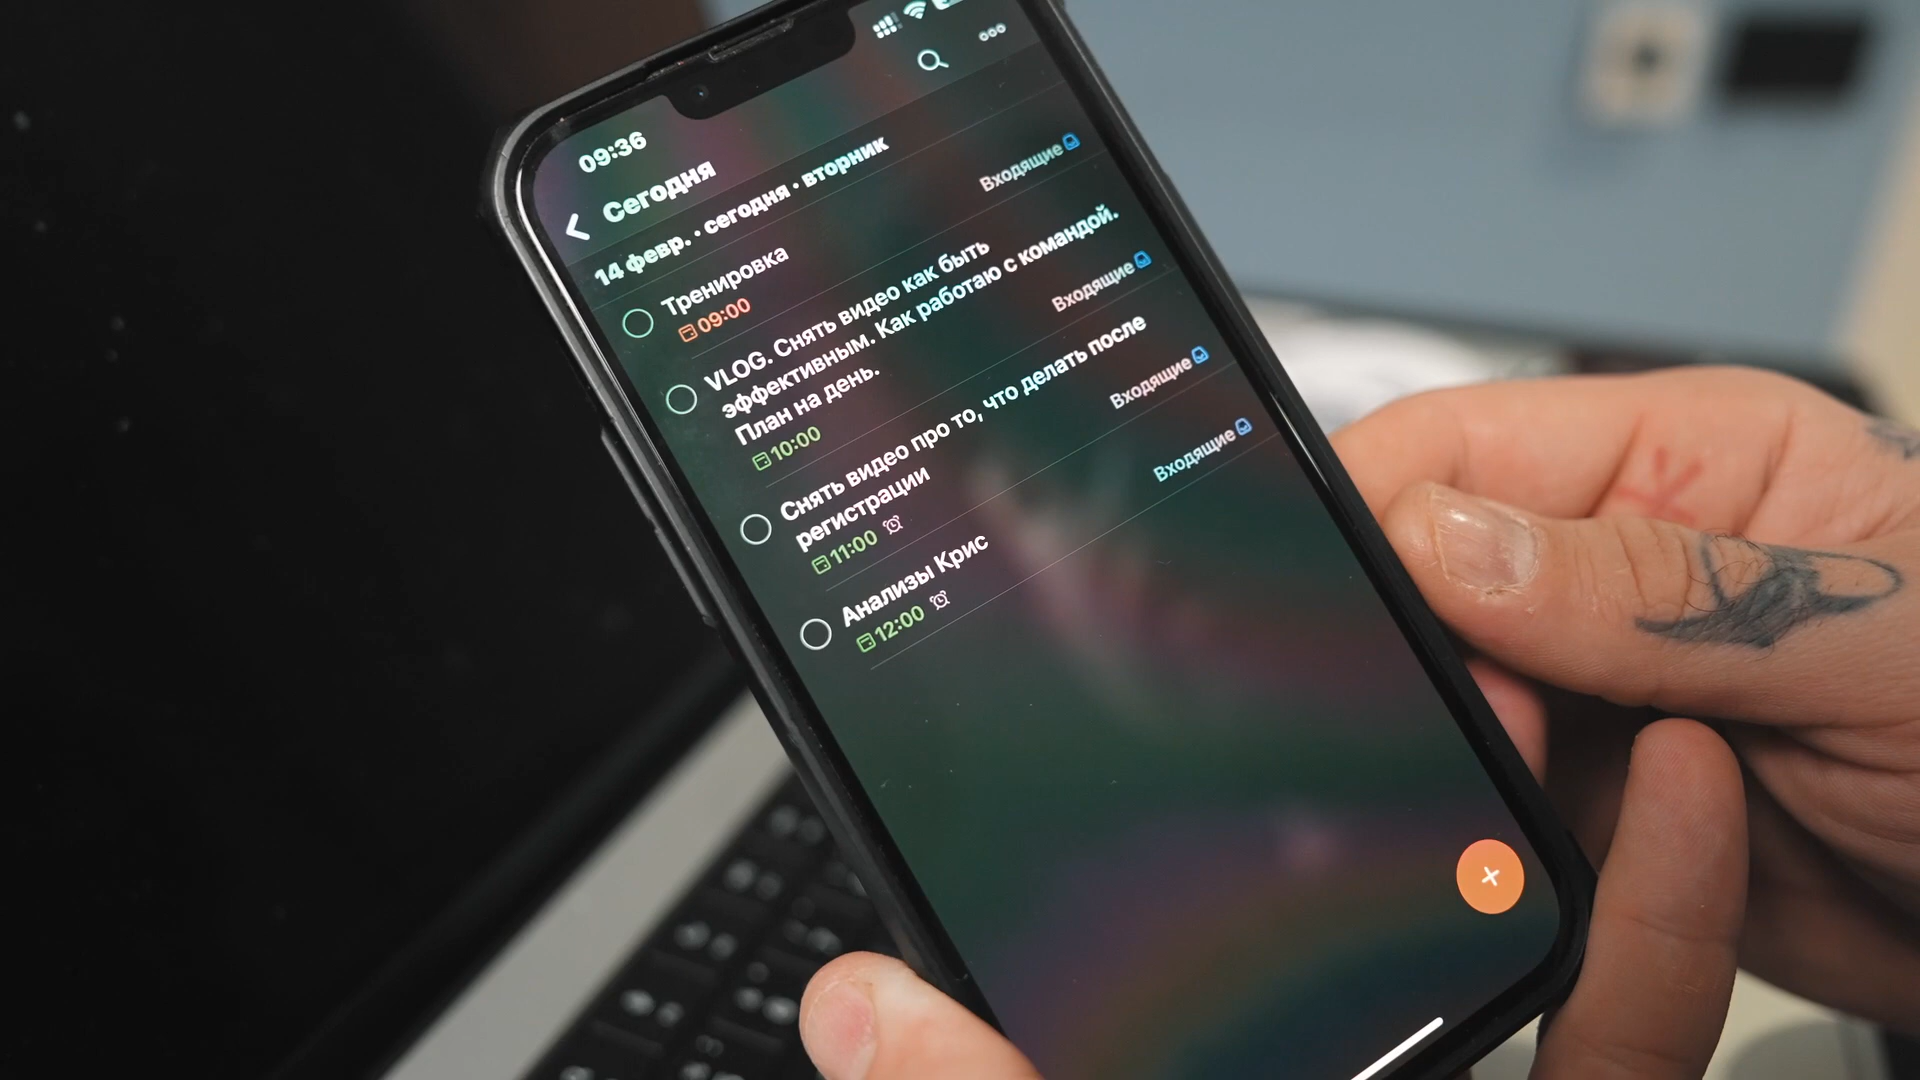 09:36
Сегодня
14 февр. · сегодня · вторник
Тренировка
09:00
Входящие
VLOG. Снять видео как быть
эффективным. Как работаю с командой.
План на день.
10:00
Входящие
Снять видео про то, что делать после
регистрации
11:00
Входящие
Анализы Крис
12:00
Входящие